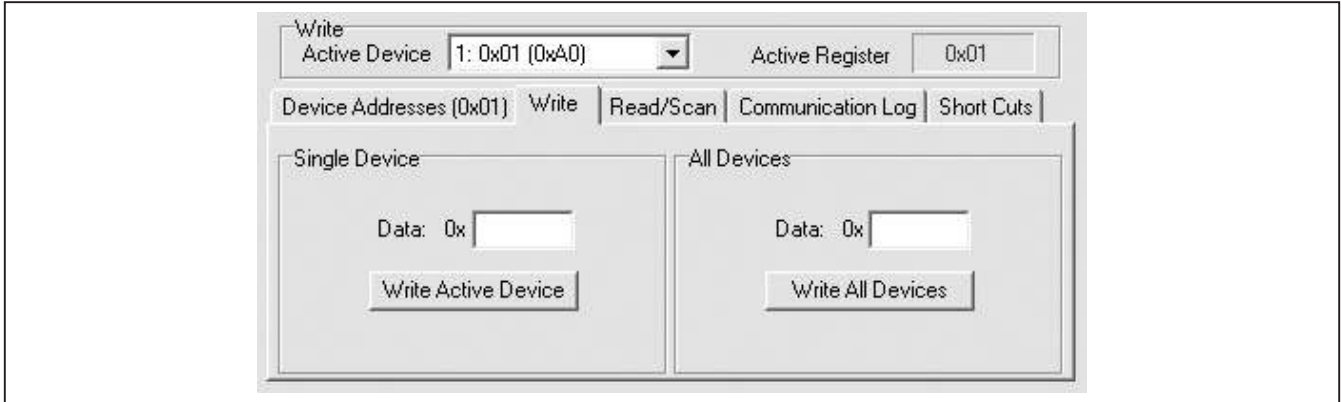 Write
Active Device 1: 0x01 (0xA0) Active Register 0x01
Device Addresses (0x01) Write Read/Scan Communication Log Short Cuts
Single Device All Devices
Data: 0x Data: 0x
Write Active Device Write All Devices